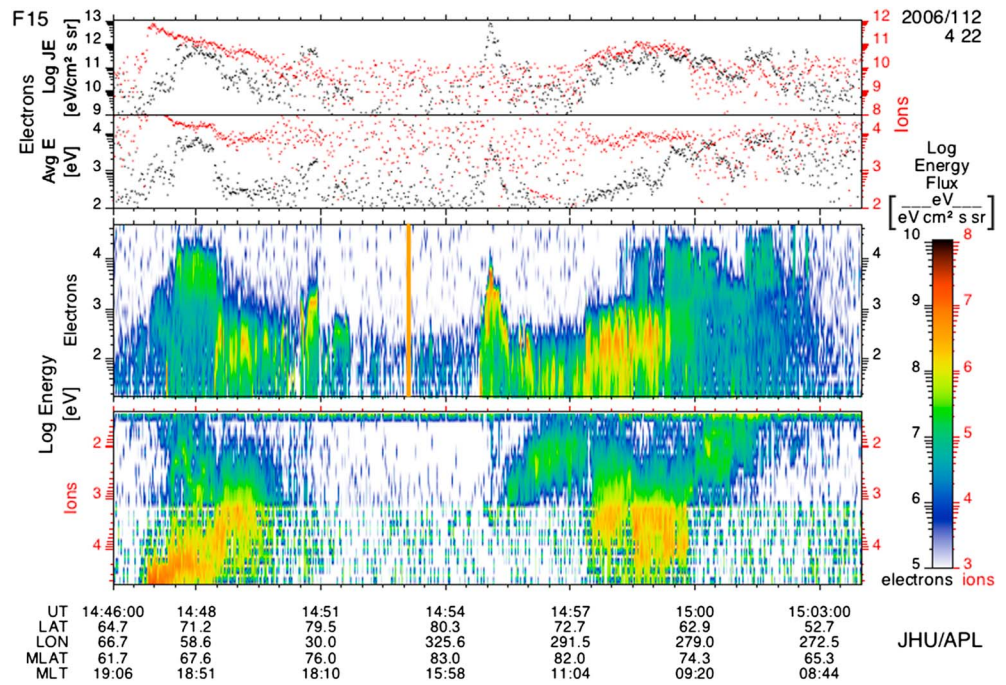 F15
2006/112
4 22
Electrons
Log JE
[eV/cm² s sr]
13
12
11
10
9
12
11
10
9
8
Ions
Avg E
[eV]
4
3
2
4
3
2
Log
Energy
Flux
[___eV___]
eV cm² s sr
Log Energy
[eV]
Electrons
4
3
2
Ions
2
3
4
2
3
4
10
9
8
7
6
5
8
7
6
5
4
3
electrons ions
UT 14:46:00 14:48 14:51 14:54 14:57 15:00 15:03:00
LAT 64.7 71.2 79.5 80.3 72.7 62.9 52.7
LON 66.7 58.6 30.0 325.6 291.5 279.0 272.5
MLAT 61.7 67.6 76.0 83.0 82.0 74.3 65.3
MLT 19:06 18:51 18:10 15:58 11:04 09:20 08:44
JHU/APL